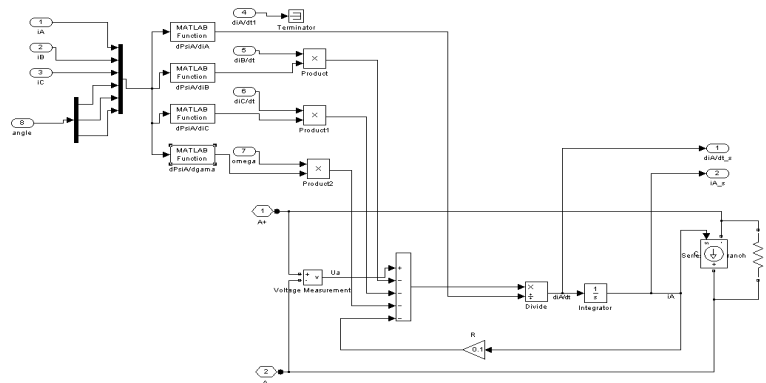 1
iA
2
iB
3
iC
8
angle
MATLAB
Function
dPsiA/diA
MATLAB
Function
dPsiA/diB
MATLAB
Function
dPsiA/diC
MATLAB
Function
dPsiA/dgama
4
diA/dt1
Terminator
5
diB/dt
×
Product
6
diC/dt
×
Product1
7
omega
×
Product2
1
A+
+
-
v
Voltage Measurement
Ua
+
−
−
−
−
×
÷
Divide
diA/dt
1
s
Integrator
iA
R
0.1
1
diA/dt_s
2
iA_s
2